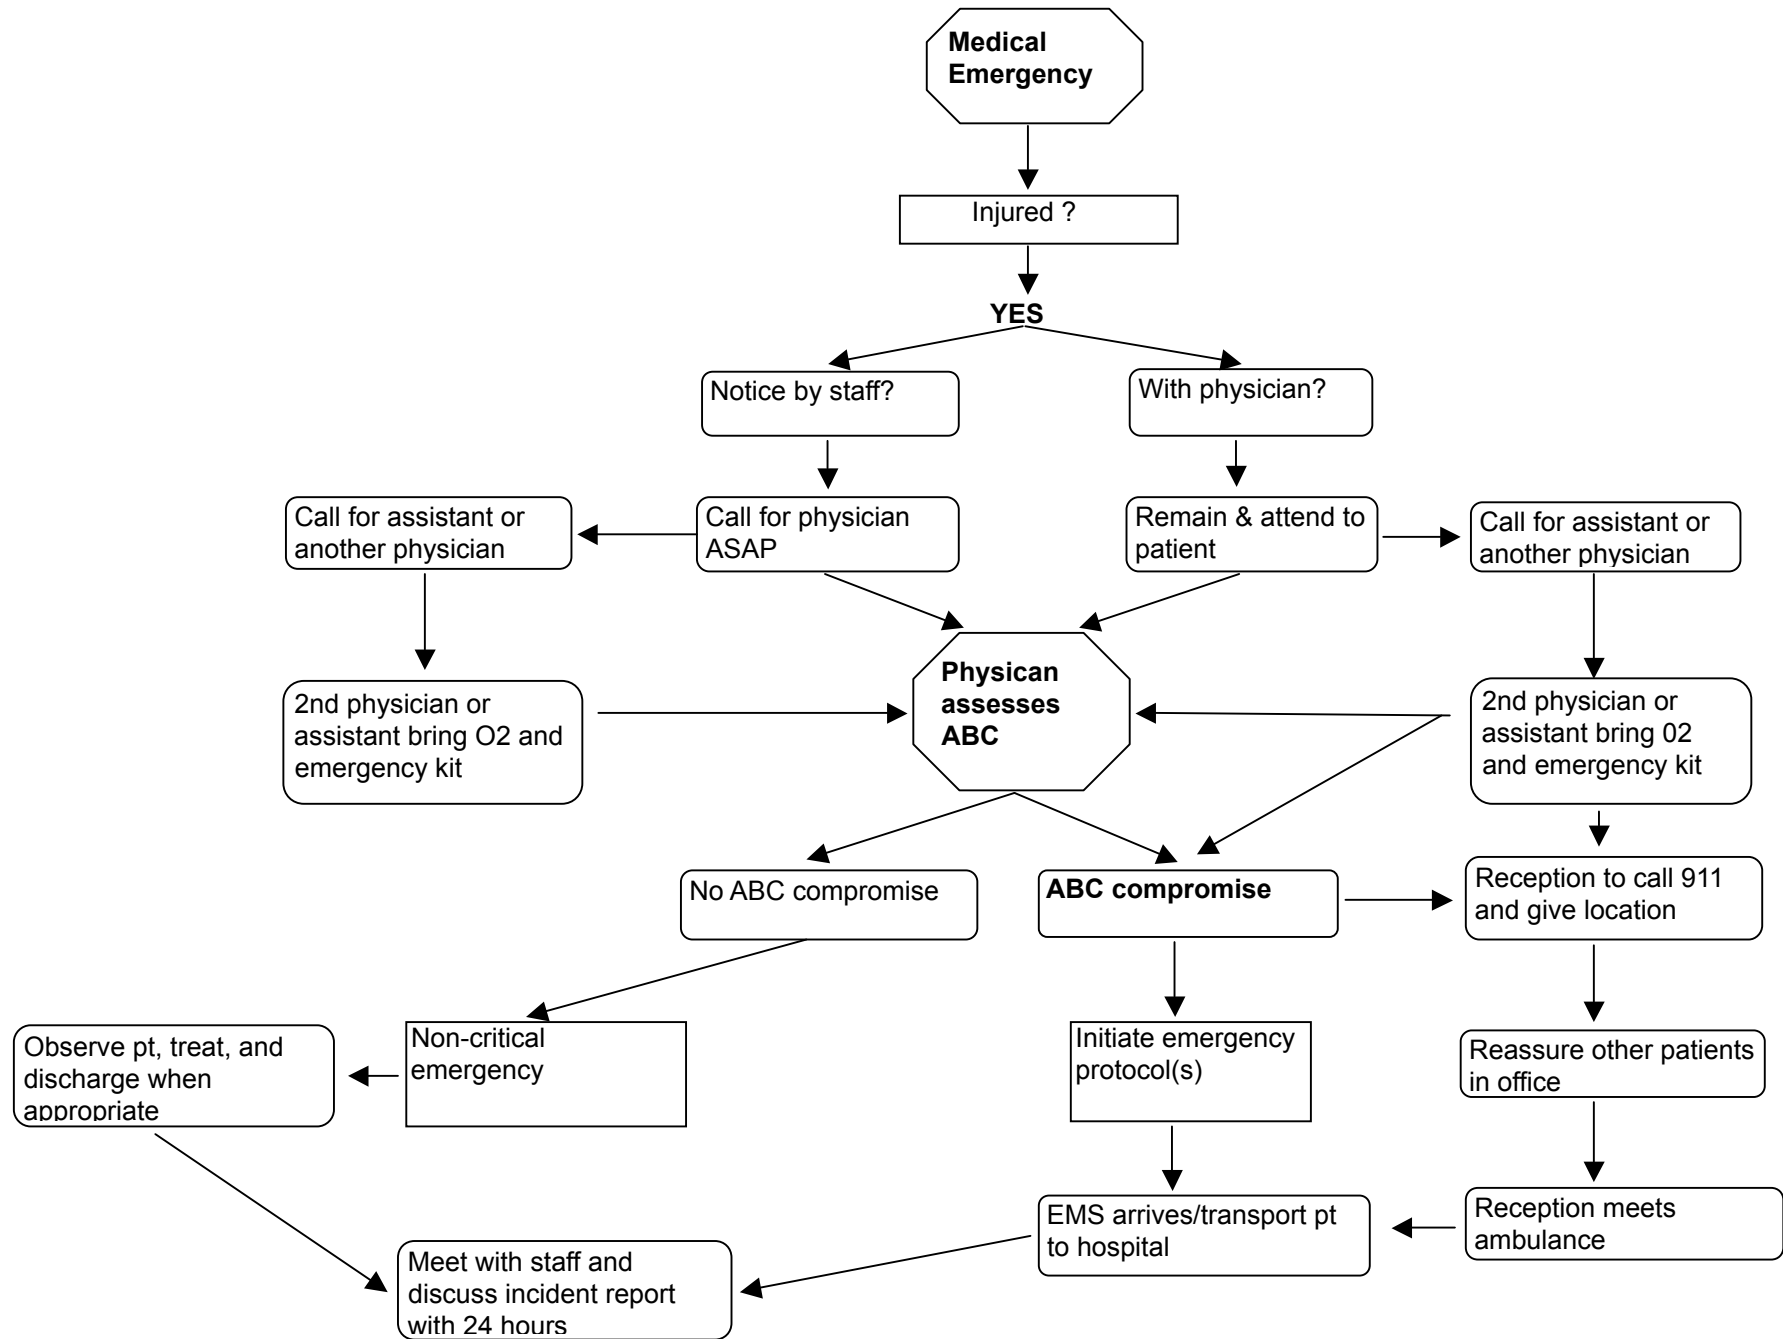 Medical
Emergency
Injured ?
YES
Notice by staff?
With physician?
Call for assistant or
another physician
Call for physician
ASAP
Remain & attend to
patient
Call for assistant or
another physician
2nd physician or
assistant bring O2 and
emergency kit
Physican
assesses
ABC
2nd physician or
assistant bring 02
and emergency kit
No ABC compromise
ABC compromise
Reception to call 911
and give location
Observe pt, treat, and
discharge when
appropriate
Non-critical
emergency
Initiate emergency
protocol(s)
Reassure other patients
in office
Meet with staff and
discuss incident report
with 24 hours
EMS arrives/transport pt
to hospital
Reception meets
ambulance